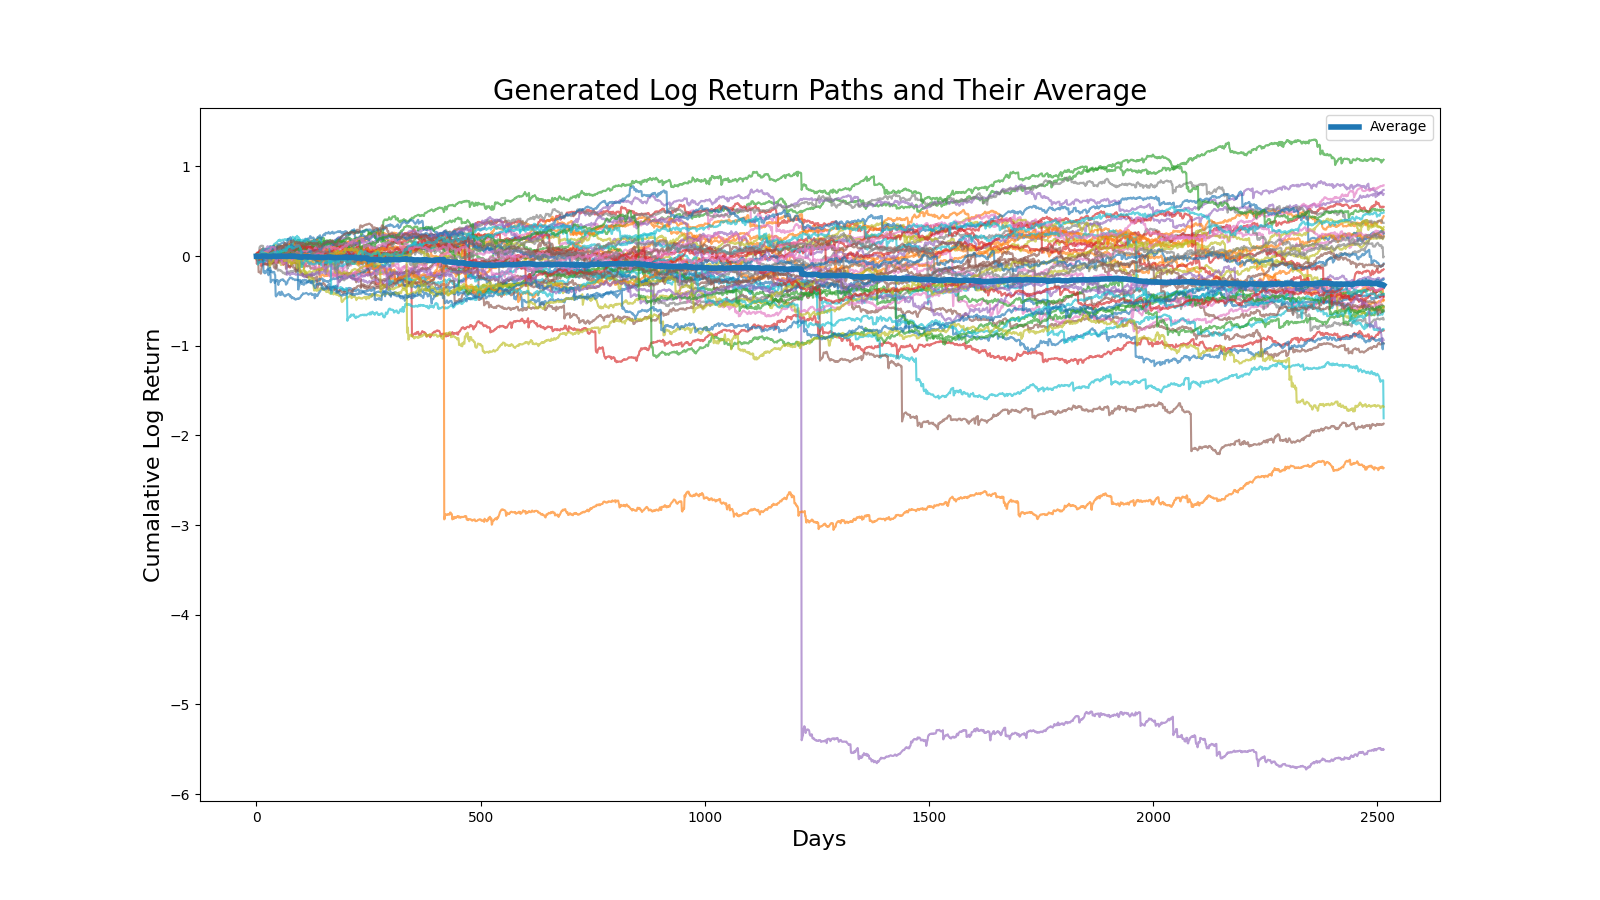 Generated Log Return Paths and Their Average
Average
1
0
−1
−2
−3
−4
−5
−6
Cumalative Log Return
0 500 1000 1500 2000 2500
Days